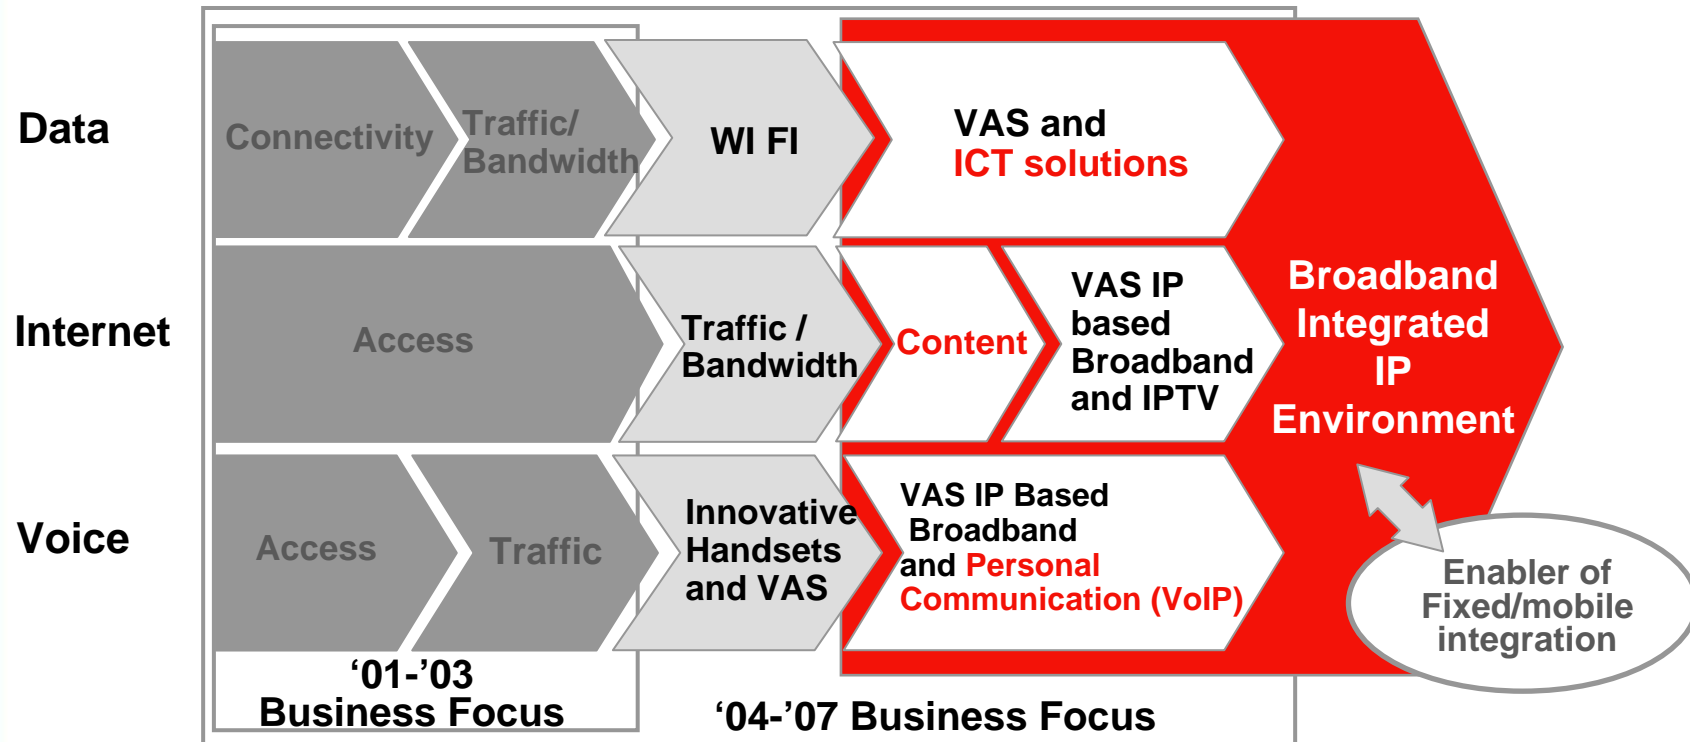 Data
Connectivity
Traffic/
Bandwidth
WI FI
VAS and
ICT solutions
Internet
Access
Traffic /
Bandwidth
Content
VAS IP
based
Broadband
and IPTV
Broadband
Integrated
IP
Environment
Voice
Access
Traffic
Innovative
Handsets
and VAS
VAS IP Based
Broadband
and Personal
Communication (VoIP)
Enabler of
Fixed/mobile
integration
‘01-’03
Business Focus
‘04-’07 Business Focus